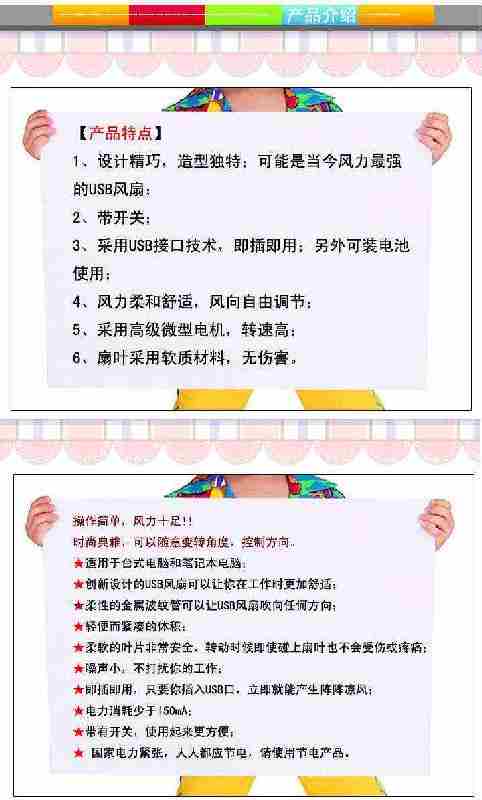 产品介绍
【产品特点】
1、设计精巧，造型独特；可能是当今风力最强
的USB风扇；
2、带开关；
3、采用USB接口技术，即插即用；另外可装电池
使用；
4、风力柔和舒适，风向自由调节；
5、采用高级微型电机，转速高；
6、扇叶采用软质材料，无伤害。
操作简单，风力十足!!
时尚典雅，可以随意变转角度，控制方向。
★适用于台式电脑和笔记本电脑；
★创新设计的USB风扇可以让你在工作时更加舒适；
★柔性的金属波纹管可以让USB风扇吹向任何方向；
★轻便而紧凑的体积；
★柔软的叶片非常安全，转动时候即使碰上扇叶也不会受伤或疼痛；
★噪声小，不打扰你的工作；
★即插即用，只要你插入USB口，立即就能产生阵阵凉风；
★电力消耗少于150mA；
★带有开关，使用起来更方便；
★ 国家电力紧张，人人都应节电，请使用节电产品。